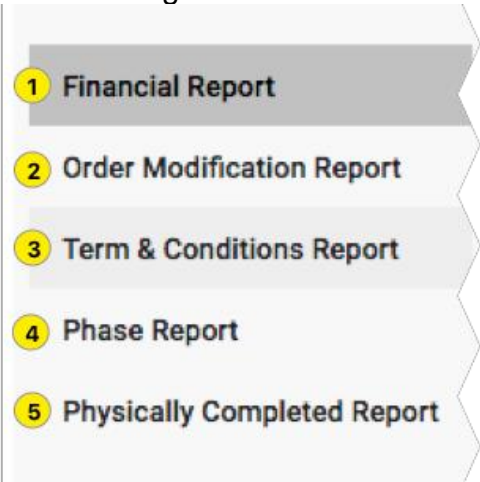 1 Financial Report
2 Order Modification Report
3 Term & Conditions Report
4 Phase Report
5 Physically Completed Report